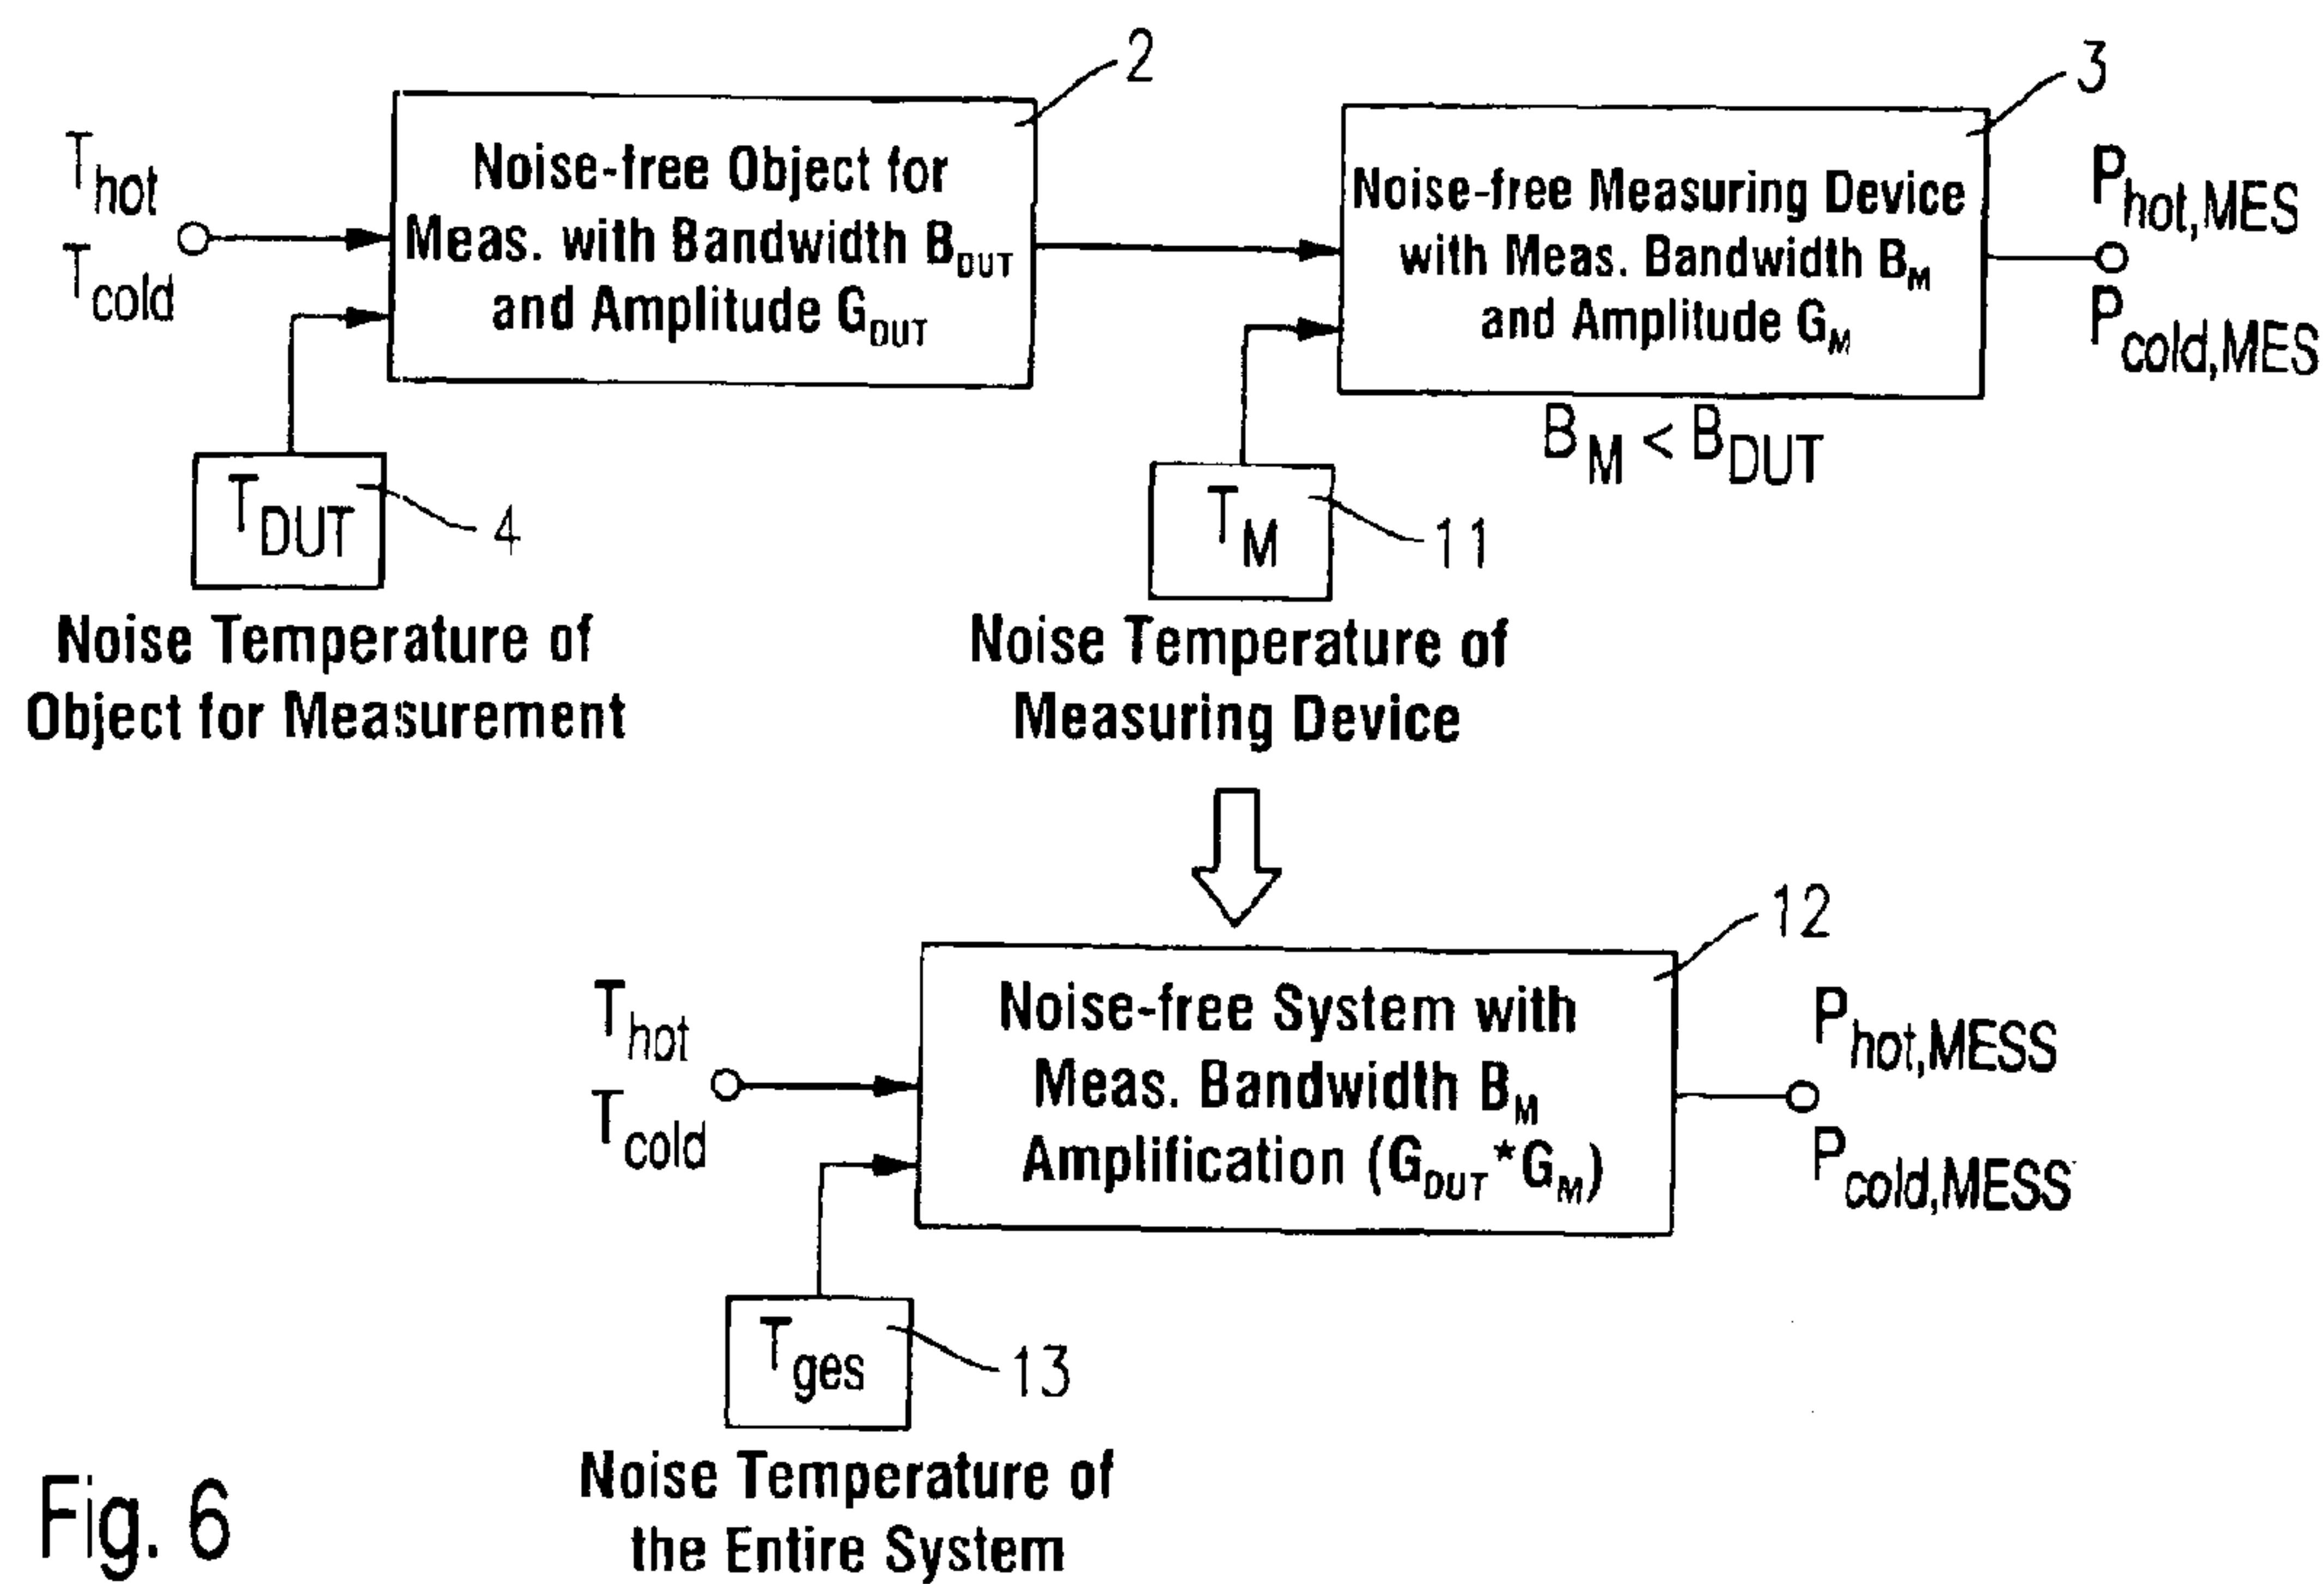 2
3
T_hot
T_cold
Noise-free Object for
Meas. with Bandwidth B_DUT
and Amplitude G_DUT
Noise-free Measuring Device
with Meas. Bandwidth B_M
and Amplitude G_M
P_hot,MES
P_cold,MES
B_M < B_DUT
T_DUT
4
T_M
11
Noise Temperature of
Object for Measurement
Noise Temperature of
Measuring Device
12
T_hot
T_cold
Noise-free System with
Meas. Bandwidth B_M
Amplification (G_DUT*G_M)
P_hot,MESS
P_cold,MESS
T_ges
13
Noise Temperature of
the Entire System
Fig. 6